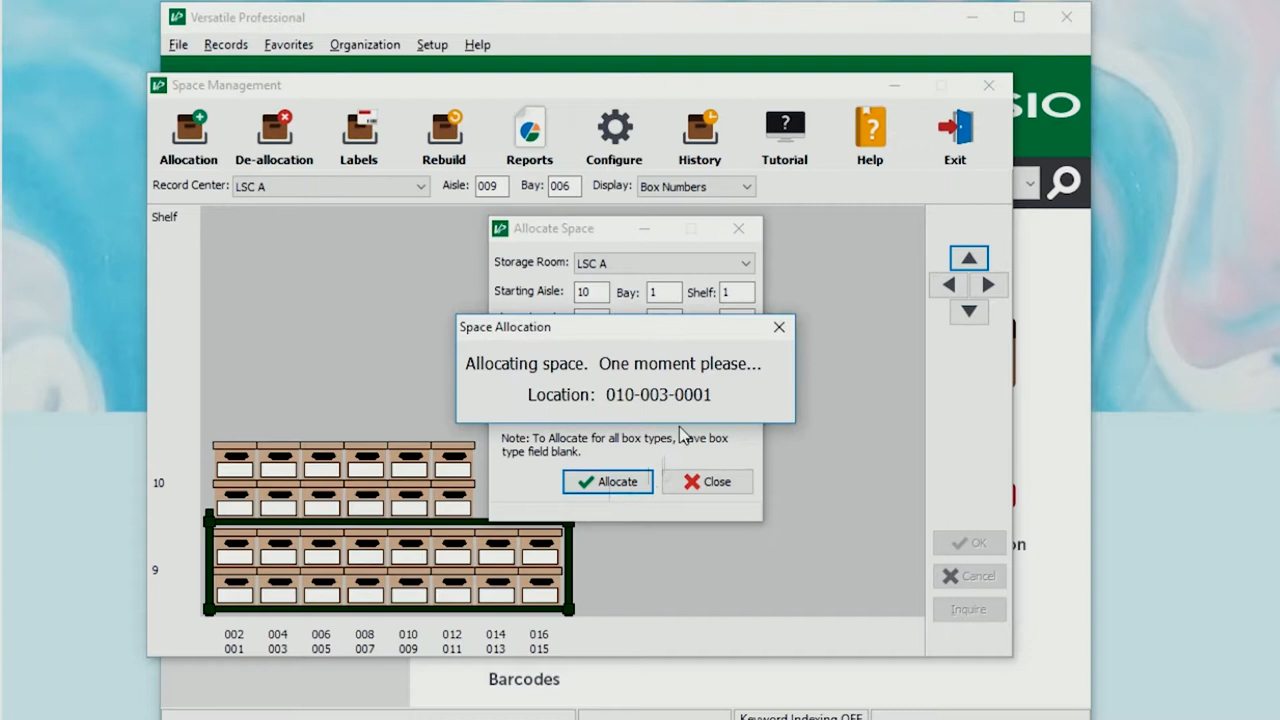 Versatile Professional
File Records Favorites Organization Setup Help
SIO
Space Management
Allocation De-allocation Labels Rebuild Reports Configure History Tutorial Help Exit
Record Center: LSC A Aisle: 009 Bay: 006 Display: Box Numbers
Shelf
Allocate Space
Storage Room: LSC A
Starting Aisle: 10 Bay: 1 Shelf: 1
Space Allocation
Allocating space. One moment please...
Location: 010-003-0001
Note: To Allocate for all box types, ave box
type field blank.
Allocate Close
10
9
OK
Cancel
Inquire
on
002 004 006 008 010 012 014 016
001 003 005 007 009 011 013 015
Barcodes
Keyword Indexing OFF